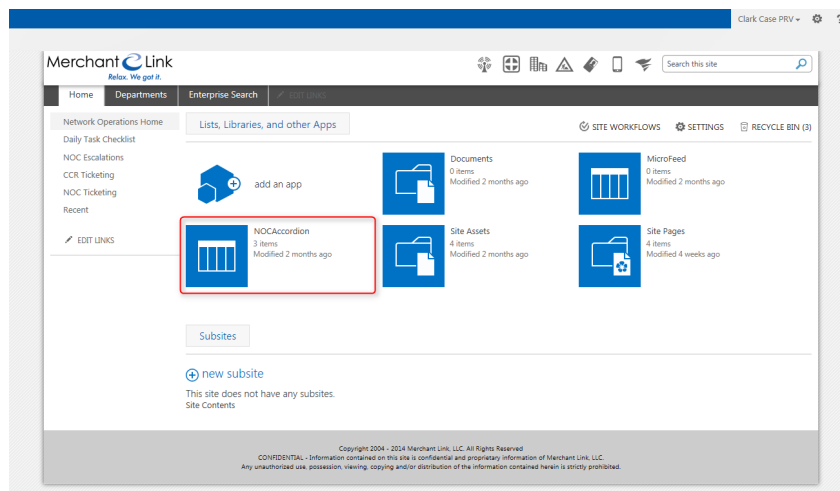 Clark Case PRV
?
Merchant Link
Relax. We got it.
Search this site
Home Departments Enterprise Search EDIT LINKS
Network Operations Home
Daily Task Checklist
NOC Escalations
CCR Ticketing
NOC Ticketing
Recent
EDIT LINKS
Lists, Libraries, and other Apps
SITE WORKFLOWS SETTINGS RECYCLE BIN (3)
add an app
Documents
0 items
Modified 2 months ago
MicroFeed
0 items
Modified 2 months ago
NOCAccordion
3 items
Modified 2 months ago
Site Assets
4 items
Modified 2 months ago
Site Pages
4 items
Modified 4 weeks ago
Subsites
new subsite
This site does not have any subsites.
Site Contents
Copyright 2004 - 2014 Merchant Link, LLC. All Rights Reserved
CONFIDENTIAL - Information contained on this site is confidential and proprietary information of Merchant Link, LLC.
Any unauthorized use, possession, viewing, copying and/or distribution of the information contained herein is strictly prohibited.